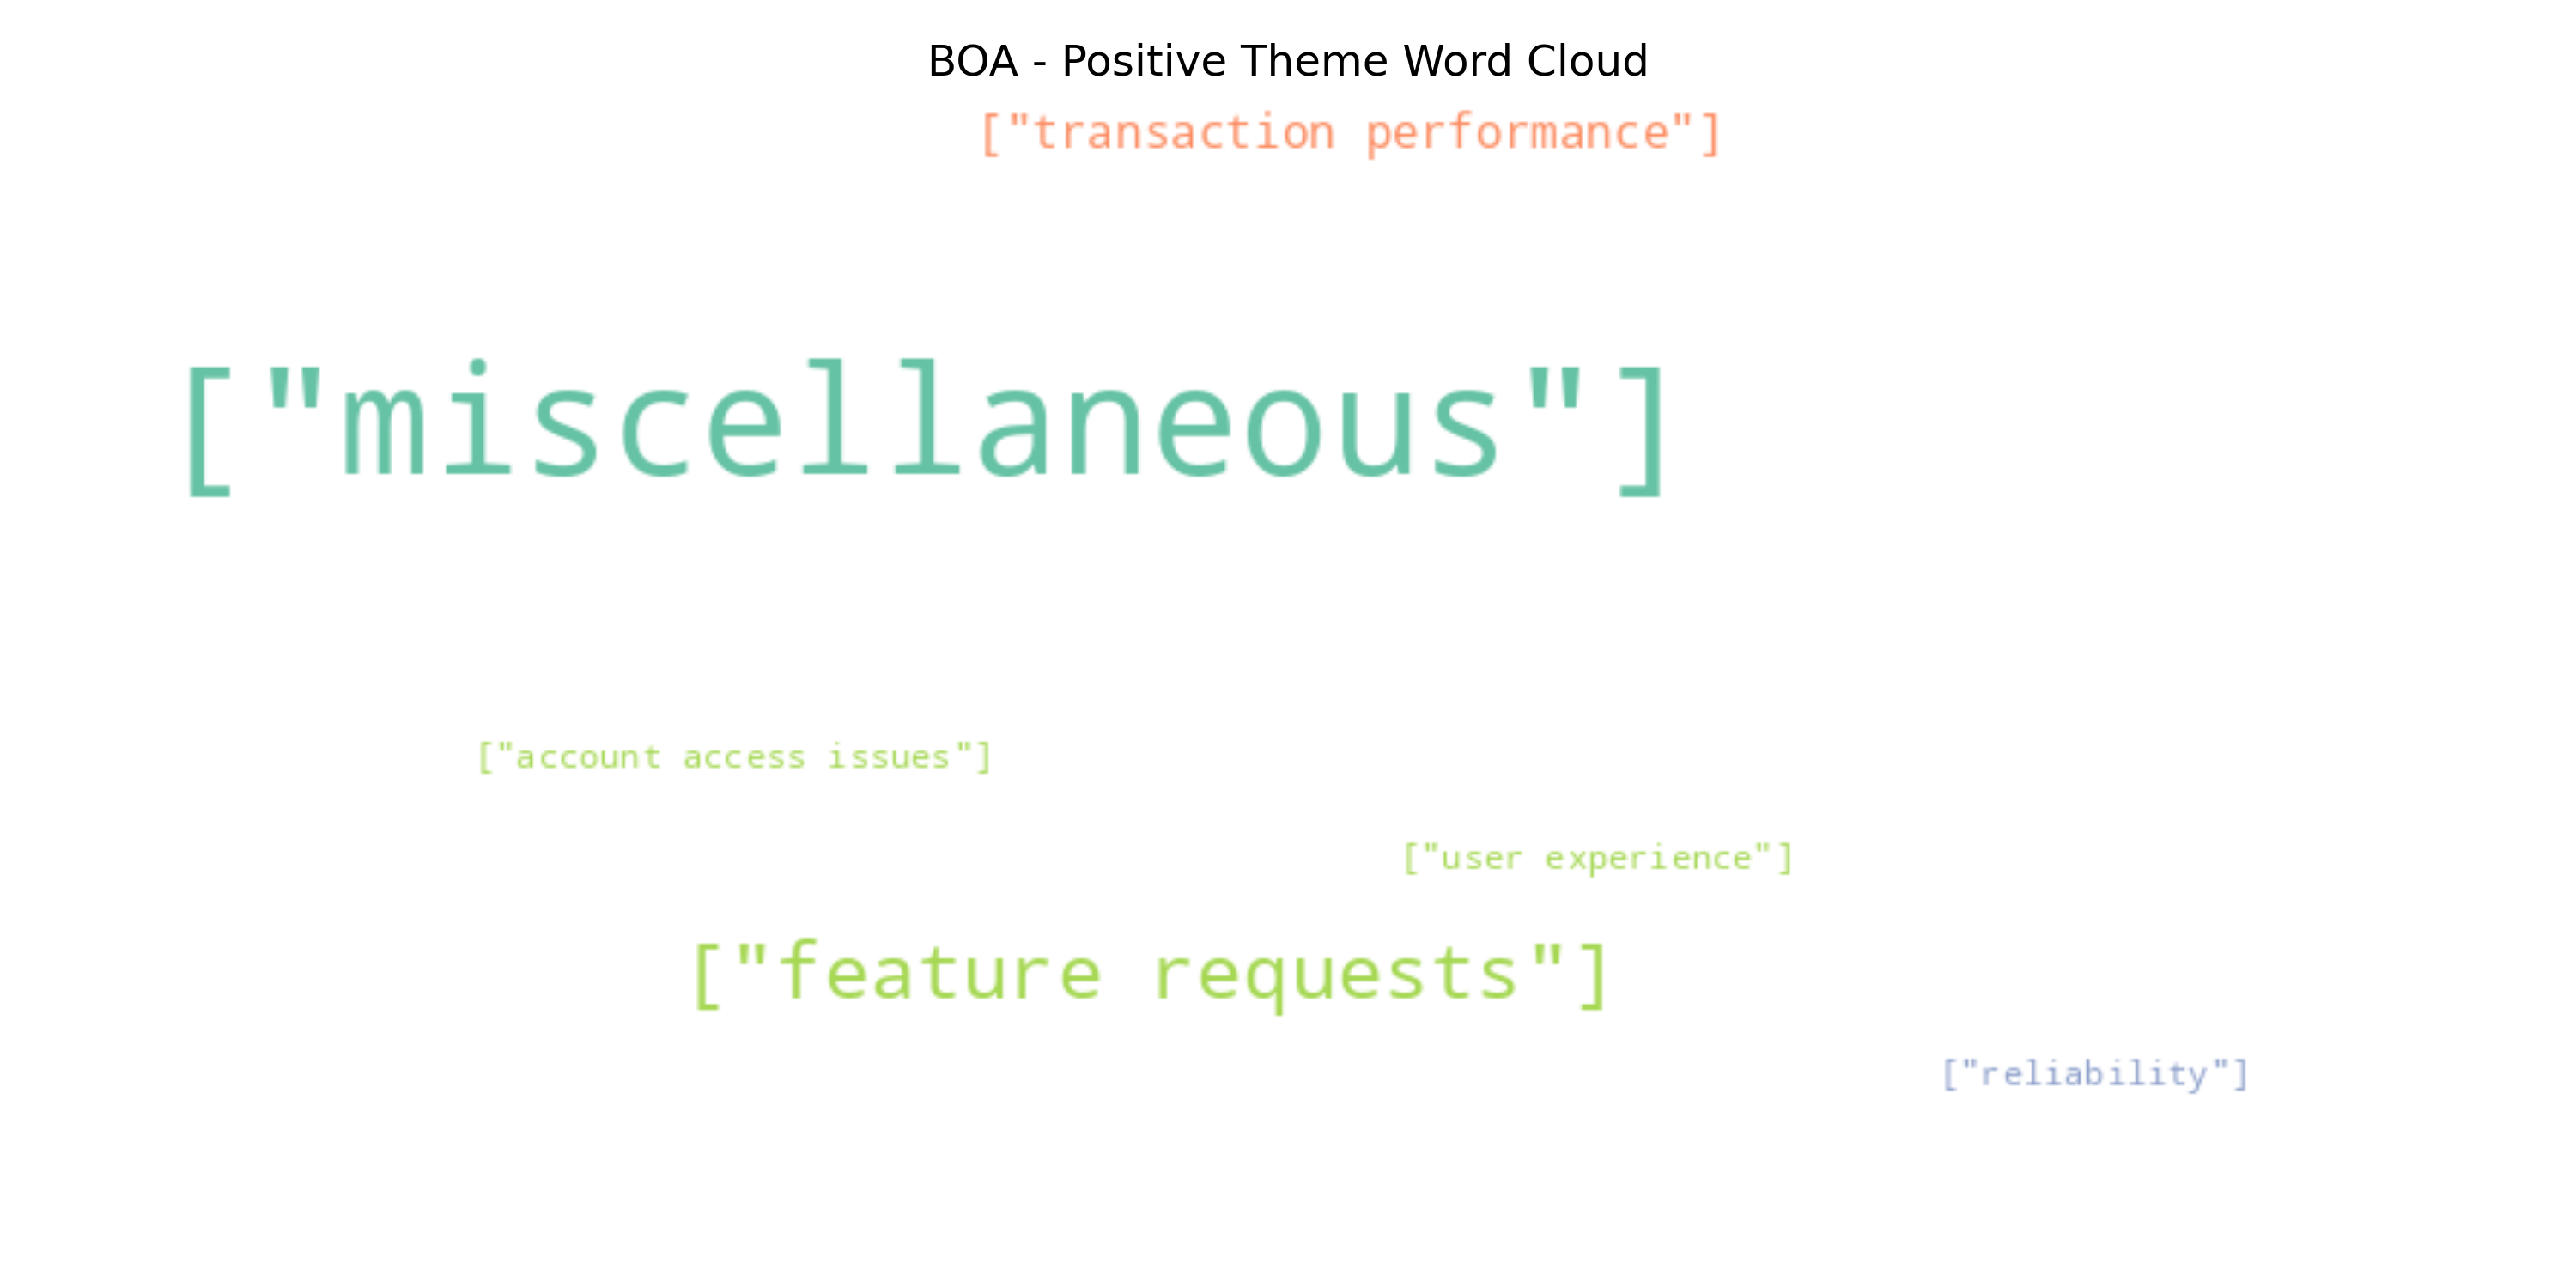 BOA - Positive Theme Word Cloud
["transaction performance"]
["miscellaneous"]
["account access issues"]
["user experience"]
["feature requests"]
["reliability"]